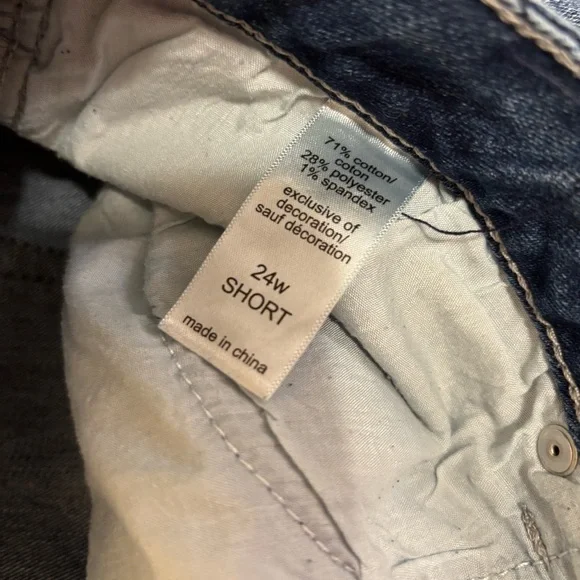 71% cotton/
coton
28% polyester
1% spandex
exclusive of
decoration/
sauf décoration
24w
SHORT
made in china